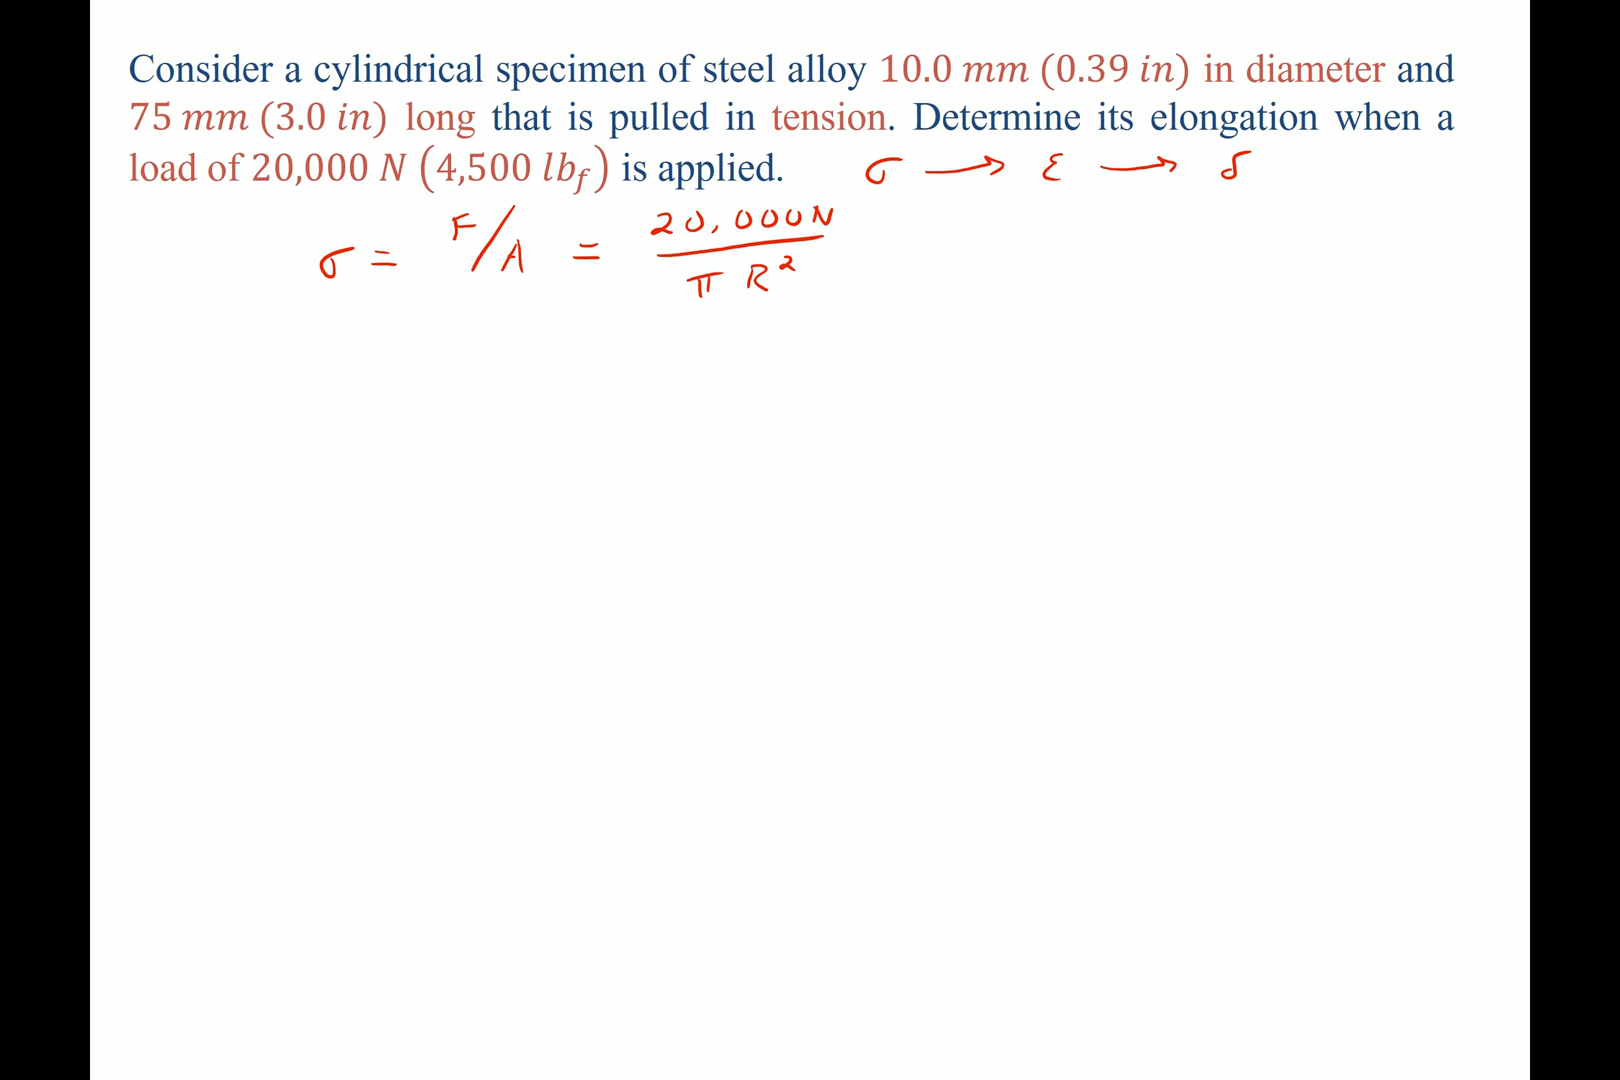 Consider a cylindrical specimen of steel alloy 10.0 mm (0.39 in) in diameter and
75 mm (3.0 in) long that is pulled in tension. Determine its elongation when a
load of 20,000 N (4,500 lb_f) is applied. σ → ε → δ
σ = F/A = 20,000N / π R²